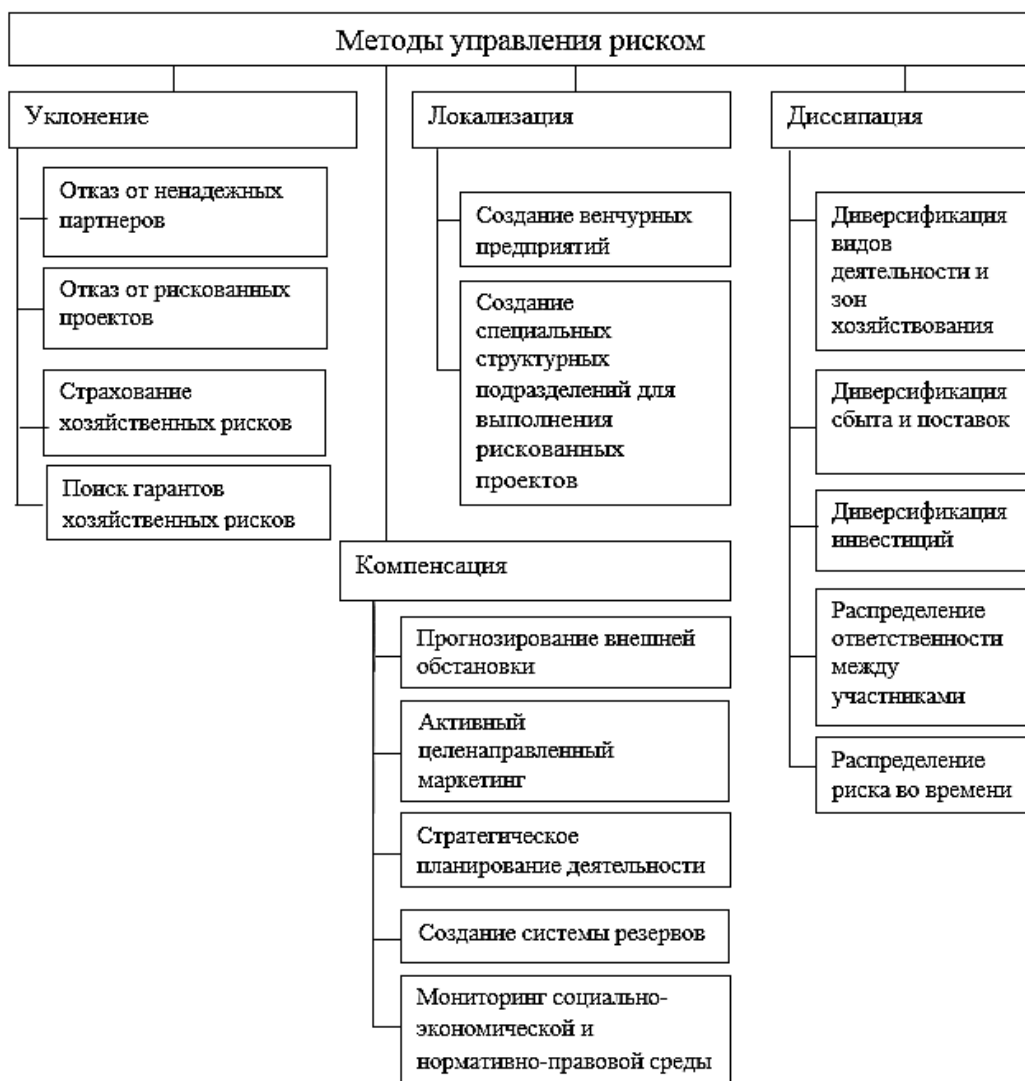 Методы управления риском
Уклонение
Отказ от ненадежных
партнеров
Отказ от рискованных
проектов
Страхование
хозяйственных рисков
Поиск гарантов
хозяйственных рисков
Компенсация
Прогнозирование внешней
обстановки
Активный
целенаправленный
маркетинг
Стратегическое
планирование деятельности
Создание системы резервов
Мониторинг социально-
экономической и
нормативно-правовой среды
Локализация
Создание венчурных
предприятий
Создание
специальных
структурных
подразделений для
выполнения
рискованных
проектов
Диссипация
Диверсификация
видов
деятельности и
зон
хозяйствования
Диверсификация
сбыта и поставок
Диверсификация
инвестиций
Распределение
ответственности
между
участниками
Распределение
риска во времени